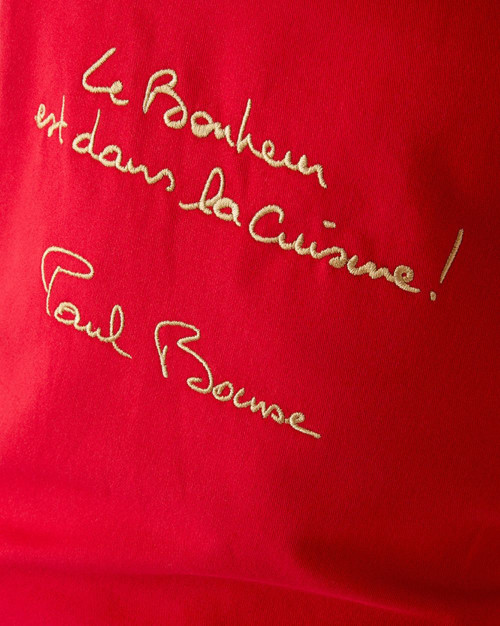 Le Bonheur
est dans la Cuisine !
Paul Bocuse